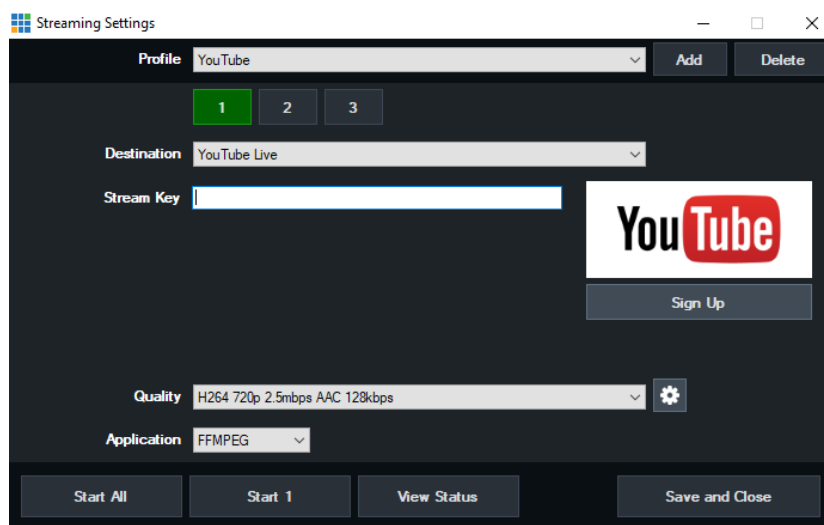 Streaming Settings
Profile YouTube Add Delete
1 2 3
Destination YouTube Live
Stream Key
YouTube
Sign Up
Quality H264 720p 2.5mbps AAC 128kbps
Application FFMPEG
Start All Start 1 View Status Save and Close